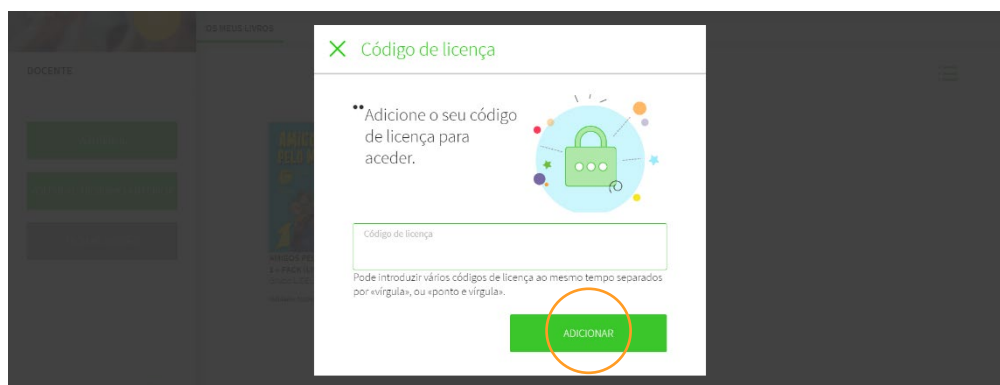 OS MEUS LIVROS
DOCENTE
Código de licença
Adicione o seu código
de licença para
aceder.
Código de licença
Pode introduzir vários códigos de licença ao mesmo tempo separados
por «vírgula», ou «ponto e vírgula».
ADICIONAR